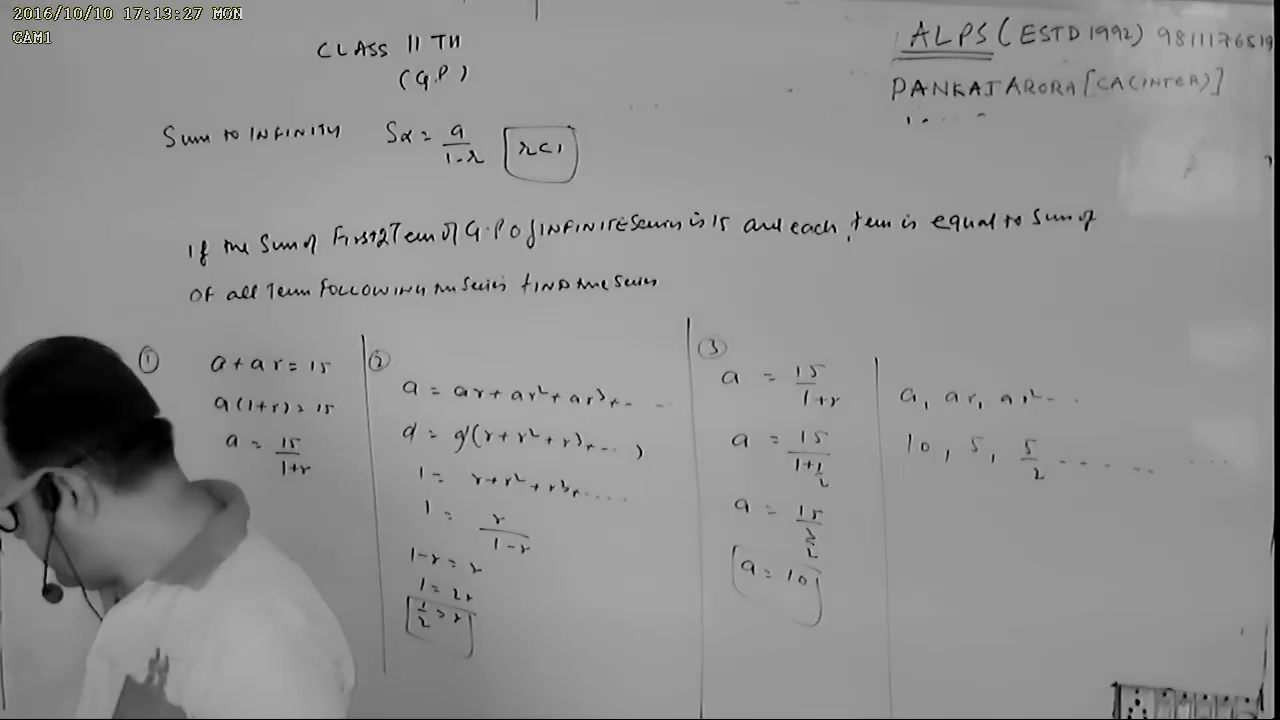 2016/10/10 17:13:27 MON
CAM1
CLASS 11 TH
(G.P)
ALPS (ESTD 1992) 9811176519
PANKAJ ARORA [CA(INTER)]
Sum to INFINITY S∝ = a/1-r r<1
If the Sum of First 2 Term of G.P of INFINITE Series is 15 and each term is equal to Sum of
of all Term FOLLOWING the Series FIND the Series
①
a + ar = 15
a(1+r) = 15
a = 15/1+r
②
a = ar + ar² + ar³ + - - -
a = a(r + r² + r³ + - - - )
1 = r + r² + r³ + .....
1 = r/1-r
1-r = r
1 = 2r
1/2 = r
③
a = 15/1+r
a = 15/1+1/2
a = 15/3/2
a = 10
a, ar, ar² - - -
10, 5, 5/2 - - - - - - ...